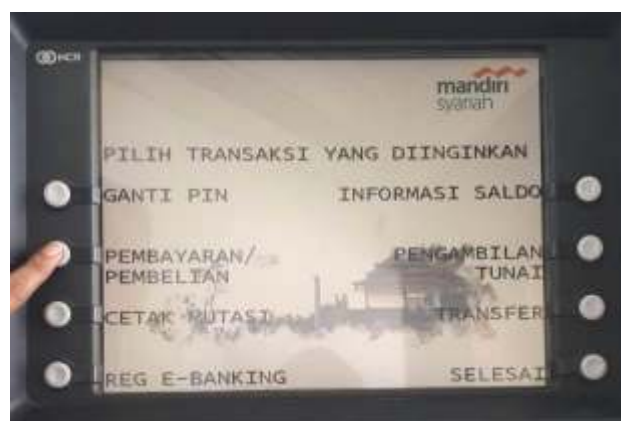 NCR
mandiri
syariah
PILIH TRANSAKSI YANG DIINGINKAN
GANTI PIN
INFORMASI SALDO
PEMBAYARAN/
PEMBELIAN
PENGAMBILAN
TUNAI
CETAK MUTASI
TRANSFER
REG E-BANKING
SELESAI